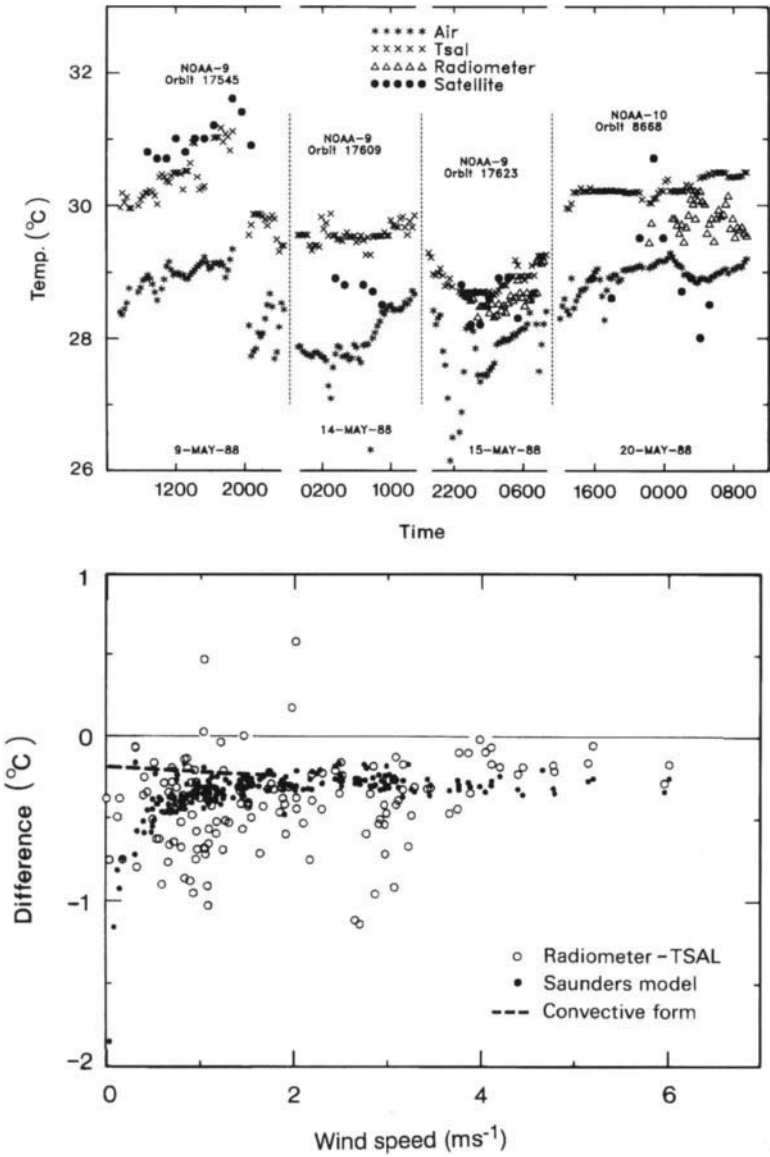 ∗∗∗∗∗ Air
××××× Tsal
△△△△△ Radiometer
●●●●● Satellite
32
30
28
26
Temp. (°C)
NOAA-9
Orbit 17545
NOAA-9
Orbit 17609
NOAA-9
Orbit 17623
NOAA-10
Orbit 8668
9-MAY-88
14-MAY-88
15-MAY-88
20-MAY-88
1200 2000 0200 1000 2200 0600 1600 0000 0800
Time
1
0
-1
-2
Difference (°C)
○ Radiometer – TSAL
● Saunders model
--- Convective form
0 2 4 6
Wind speed (ms⁻¹)